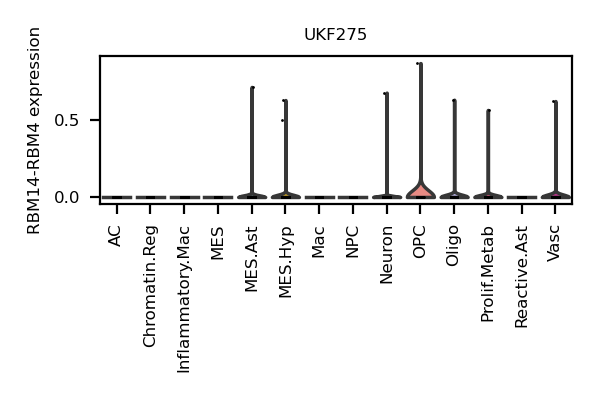 UKF275
RBM14-RBM4 expression
0.5
0.0
AC
Chromatin.Reg
Inflammatory.Mac
MES
MES.Ast
MES.Hyp
Mac
NPC
Neuron
OPC
Oligo
Prolif.Metab
Reactive.Ast
Vasc